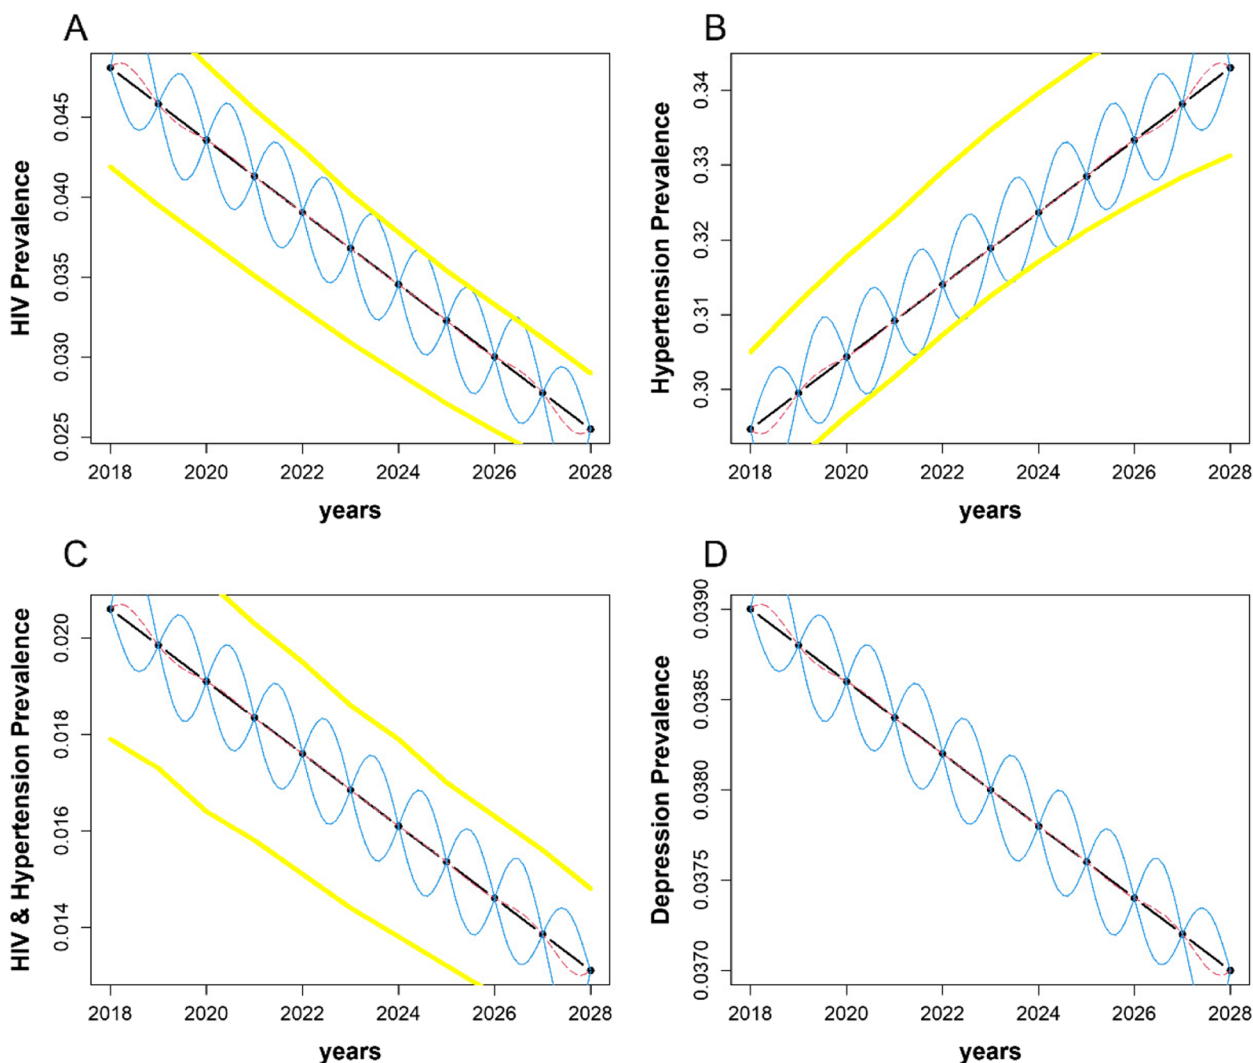 A
HIV Prevalence
0.045
0.040
0.035
0.030
0.025
2018 2020 2022 2024 2026 2028
years
B
Hypertension Prevalence
0.34
0.33
0.32
0.31
0.30
2018 2020 2022 2024 2026 2028
years
C
HIV & Hypertension Prevalence
0.020
0.018
0.016
0.014
2018 2020 2022 2024 2026 2028
years
D
Depression Prevalence
0.0390
0.0385
0.0380
0.0375
0.0370
2018 2020 2022 2024 2026 2028
years